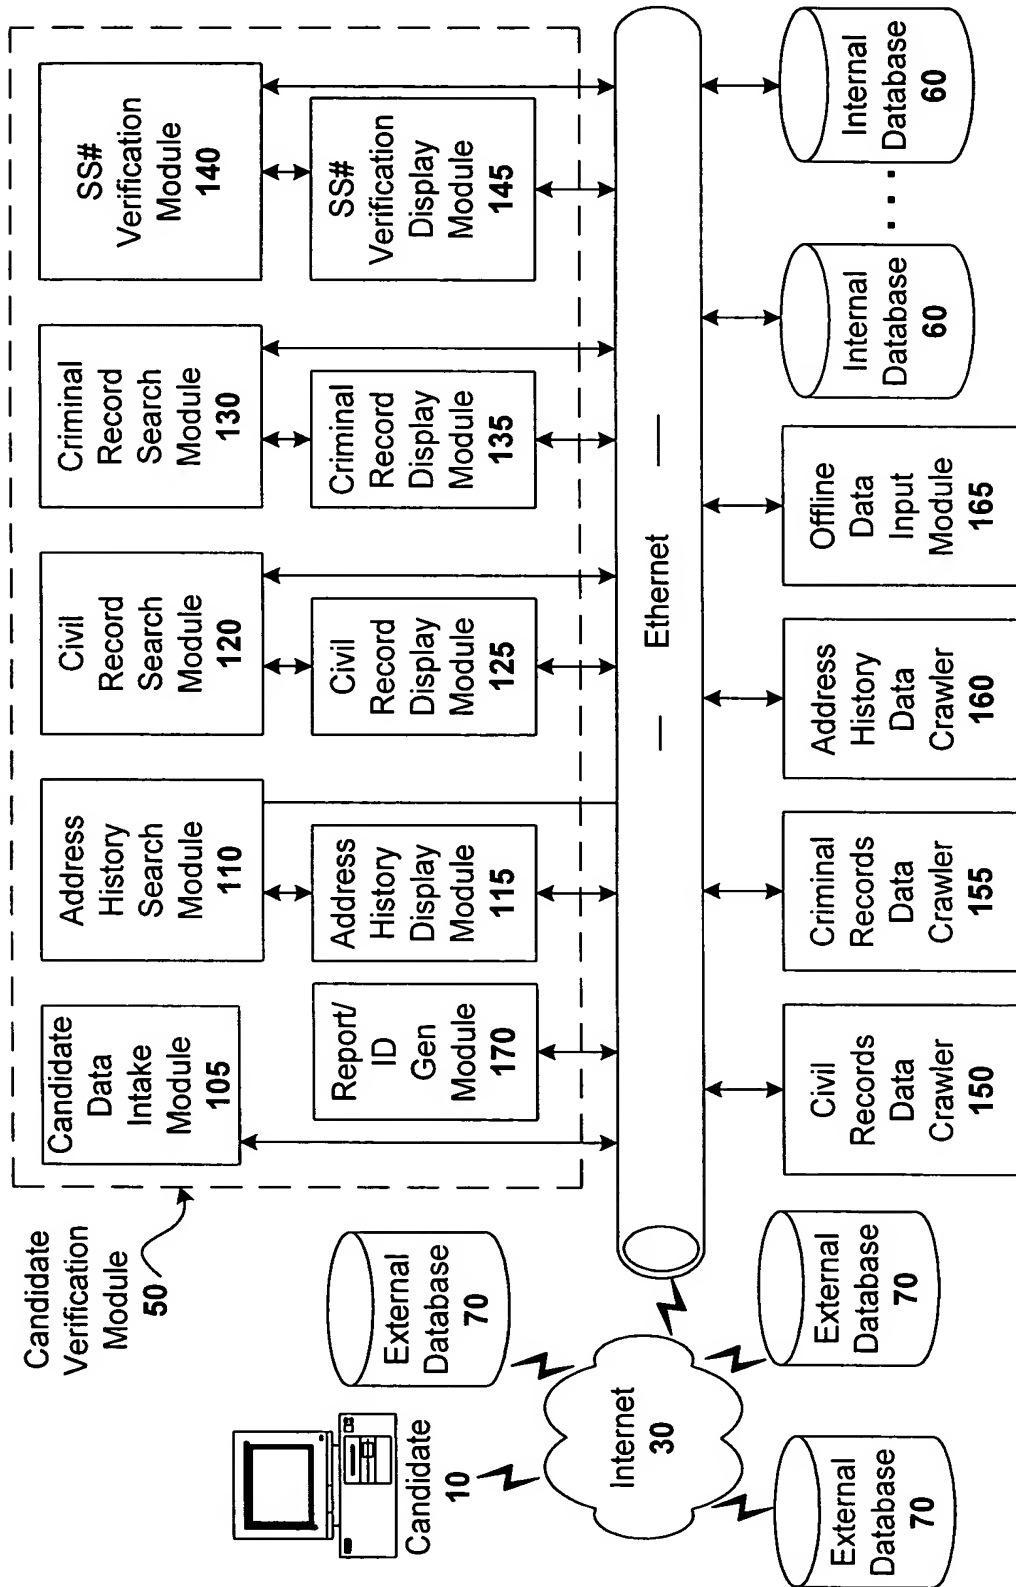 Candidate
Verification
Module
50
Candidate
Data
Intake
Module
105
Address
History
Search
Module
110
Civil
Record
Search
Module
120
Criminal
Record
Search
Module
130
SS#
Verification
Module
140
Report/
ID
Gen
Module
170
Address
History
Display
Module
115
Civil
Record
Display
Module
125
Criminal
Record
Display
Module
135
SS#
Verification
Display
Module
145
Candidate
10
External
Database
70
Internet
30
External
Database
70
External
Database
70
— Ethernet —
Civil
Records
Data
Crawler
150
Criminal
Records
Data
Crawler
155
Address
History
Data
Crawler
160
Offline
Data
Input
Module
165
Internal
Database
60
. . .
Internal
Database
60